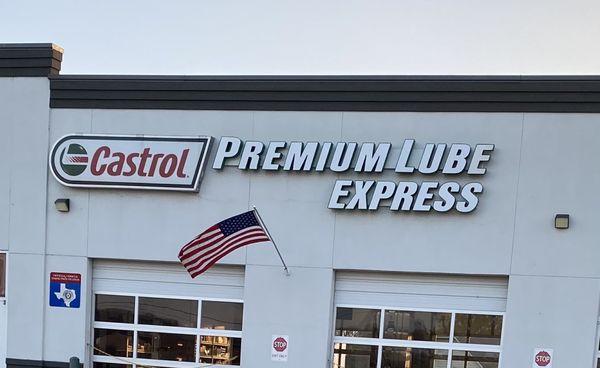 Castrol
PREMIUM LUBE
EXPRESS
STOP
STOP